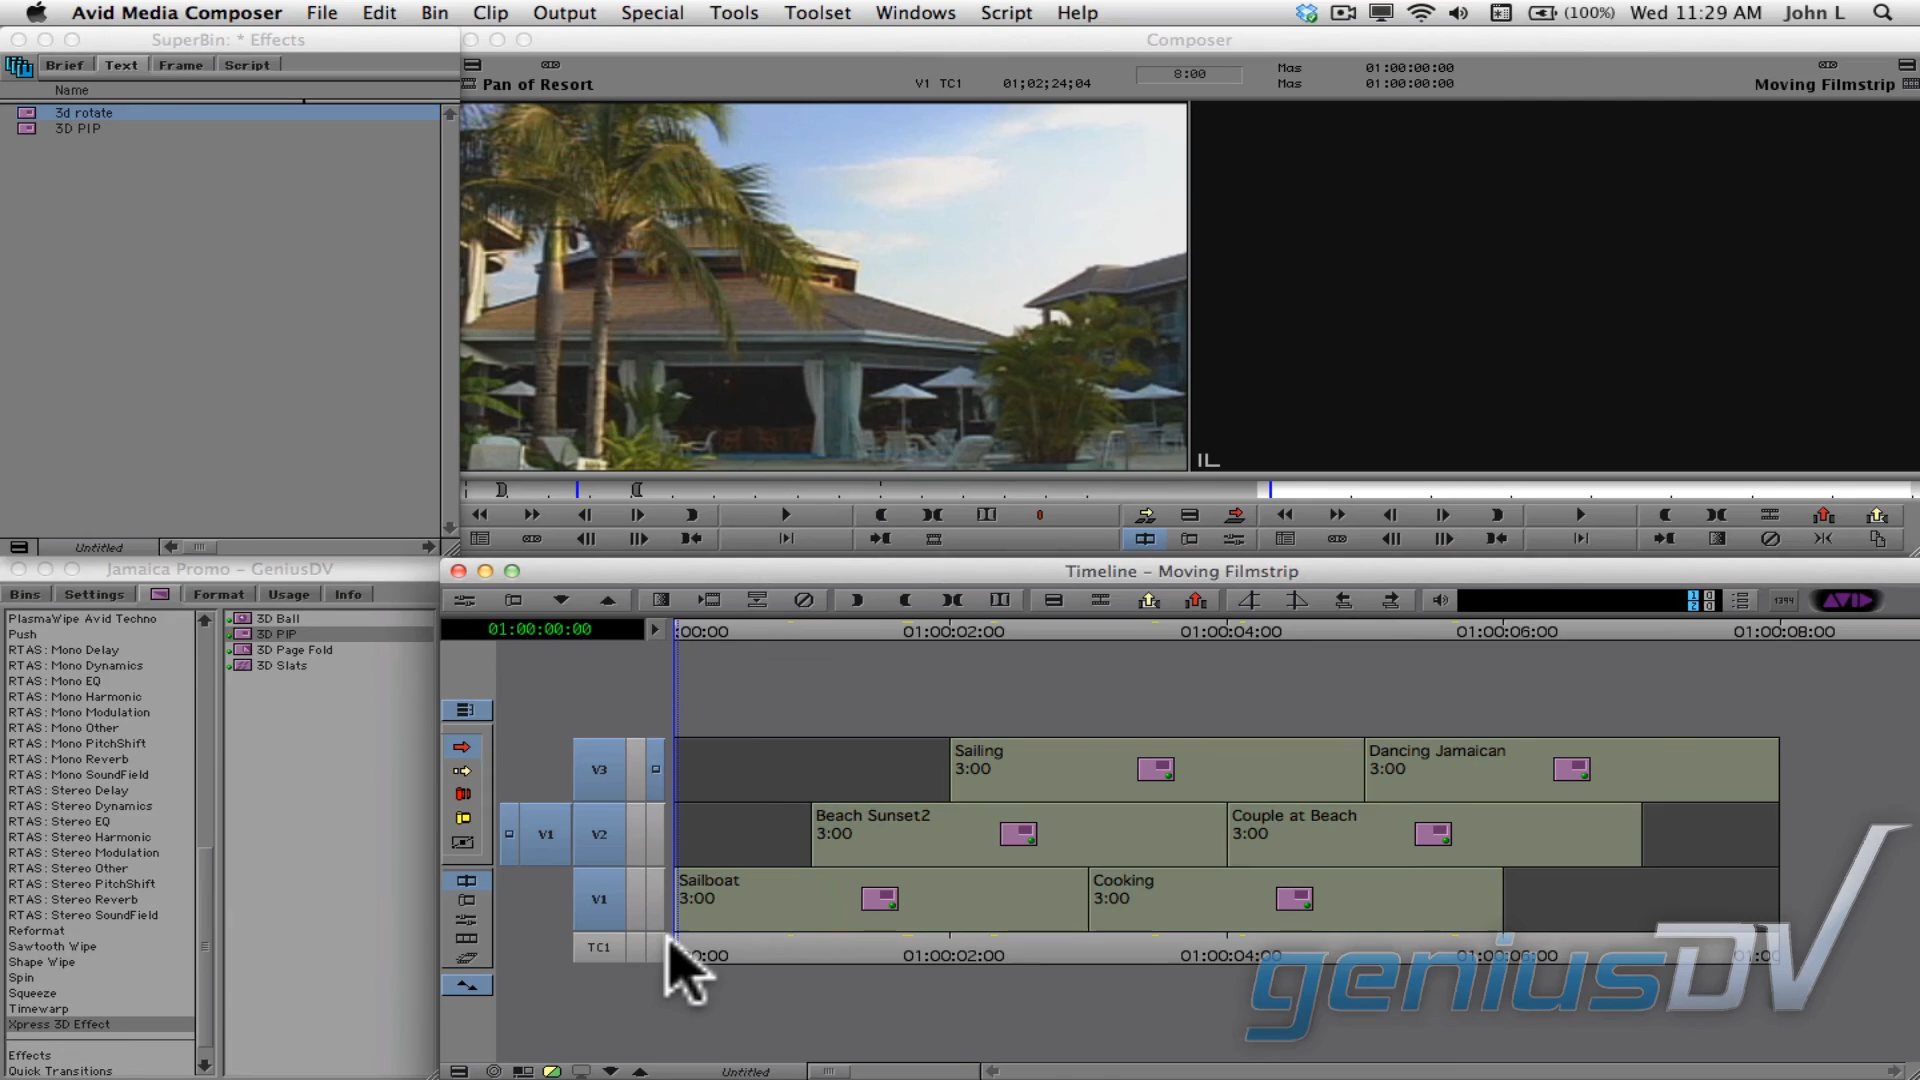 Avid Media Composer File Edit Bin Clip Output Special Tools Toolset Windows Script Help (100%) Wed 11:29 AM John L
SuperBin: * Effects
Composer
Brief Text Frame Script
Name
3d rotate
3D PIP
Pan of Resort V1 TC1 01;02;24;04 8:00
Mas 01:00:00:00
Mas 01:00:00:00
Moving Filmstrip
Untitled
Jamaica Promo - GeniusDV
Bins Settings Format Usage Info
PlasmaWipe Avid Techno
Push
RTAS: Mono Delay
RTAS: Mono Dynamics
RTAS: Mono EQ
RTAS: Mono Harmonic
RTAS: Mono Modulation
RTAS: Mono Other
RTAS: Mono PitchShift
RTAS: Mono Reverb
RTAS: Mono SoundField
RTAS: Stereo Delay
RTAS: Stereo Dynamics
RTAS: Stereo EQ
RTAS: Stereo Harmonic
RTAS: Stereo Modulation
RTAS: Stereo Other
RTAS: Stereo PitchShift
RTAS: Stereo Reverb
RTAS: Stereo SoundField
Reformat
Sawtooth Wipe
Shape Wipe
Spin
Squeeze
Timewarp
Xpress 3D Effect
Effects
Quick Transitions
3D Ball
3D PIP
3D Page Fold
3D Slats
Timeline - Moving Filmstrip
1394 AVID
01:00:00:00 :00:00 01:00:02:00 01:00:04:00 01:00:06:00 01:00:08:00
V3
Sailing
3:00
Dancing Jamaican
3:00
V1 V2
Beach Sunset2
3:00
Couple at Beach
3:00
V1
Sailboat
3:00
Cooking
3:00
TC1 00:00 01:00:02:00 01:00:04:00 01:00:06:00 01:00
geniusDV
Untitled